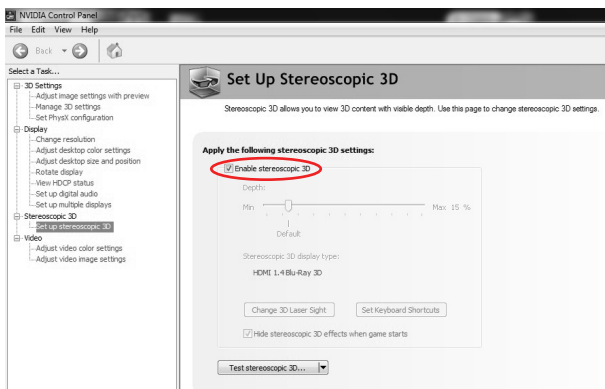 NVIDIA Control Panel
File Edit View Help
Back
Select a Task...
3D Settings
Adjust image settings with preview
Manage 3D settings
Set PhysX configuration
Display
Change resolution
Adjust desktop color settings
Adjust desktop size and position
Rotate display
View HDCP status
Set up digital audio
Set up multiple displays
Stereoscopic 3D
Set up stereoscopic 3D
Video
Adjust video color settings
Adjust video image settings
Set Up Stereoscopic 3D
Stereoscopic 3D allows you to view 3D content with visible depth. Use this page to change stereoscopic 3D settings.
Apply the following stereoscopic 3D settings:
Enable stereoscopic 3D
Depth:
Min Max 15 %
Default
Stereoscopic 3D display type:
HDMI 1.4 Blu-Ray 3D
Change 3D Laser Sight Set Keyboard Shortcuts
Hide stereoscopic 3D effects when game starts
Test stereoscopic 3D...